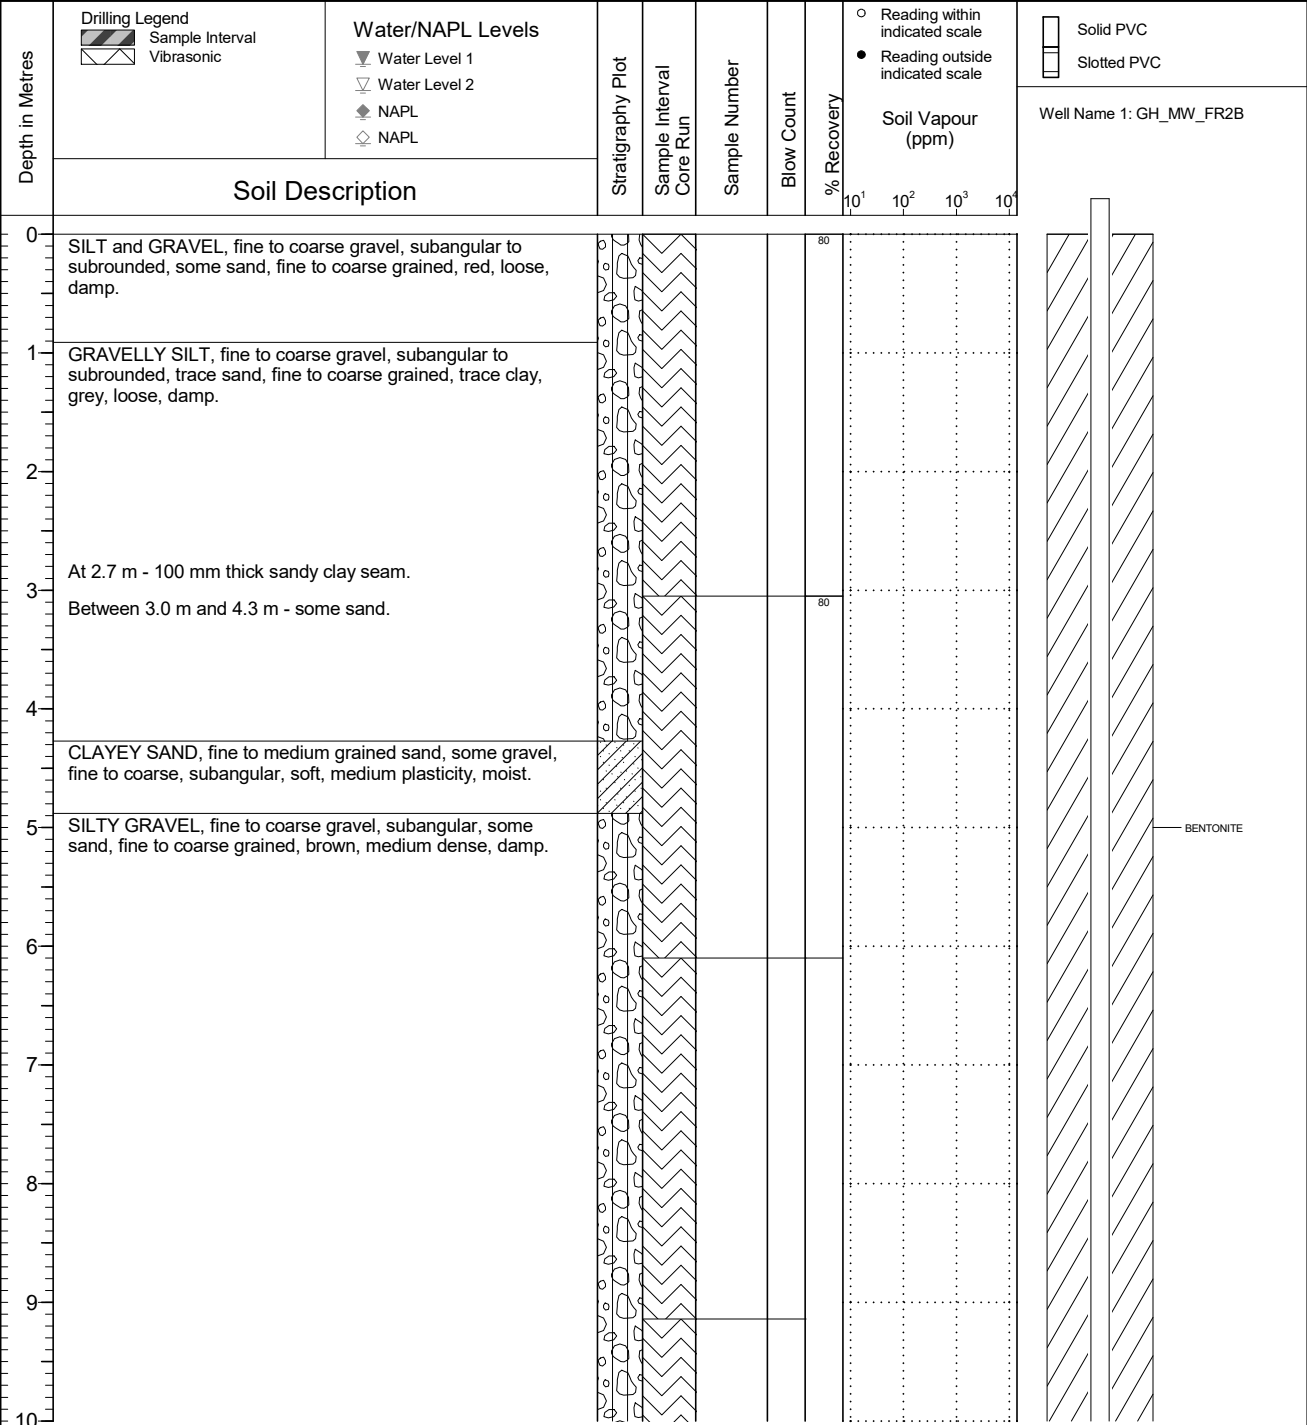 Drilling Legend
Sample Interval
Vibrasonic
Water/NAPL Levels
Water Level 1
Water Level 2
NAPL
NAPL
Depth in Metres
Soil Description
Stratigraphy Plot
Sample Interval
Core Run
Sample Number
Blow Count
% Recovery
Reading within
indicated scale
Reading outside
indicated scale
Soil Vapour
(ppm)
10¹ 10² 10³ 10⁴
Solid PVC
Slotted PVC
Well Name 1: GH_MW_FR2B
0
SILT and GRAVEL, fine to coarse gravel, subangular to
subrounded, some sand, fine to coarse grained, red, loose,
damp.
80
1
GRAVELLY SILT, fine to coarse gravel, subangular to
subrounded, trace sand, fine to coarse grained, trace clay,
grey, loose, damp.
2
At 2.7 m - 100 mm thick sandy clay seam.
3
Between 3.0 m and 4.3 m - some sand.
80
4
CLAYEY SAND, fine to medium grained sand, some gravel,
fine to coarse, subangular, soft, medium plasticity, moist.
5
SILTY GRAVEL, fine to coarse gravel, subangular, some
sand, fine to coarse grained, brown, medium dense, damp.
BENTONITE
6
7
8
9
10